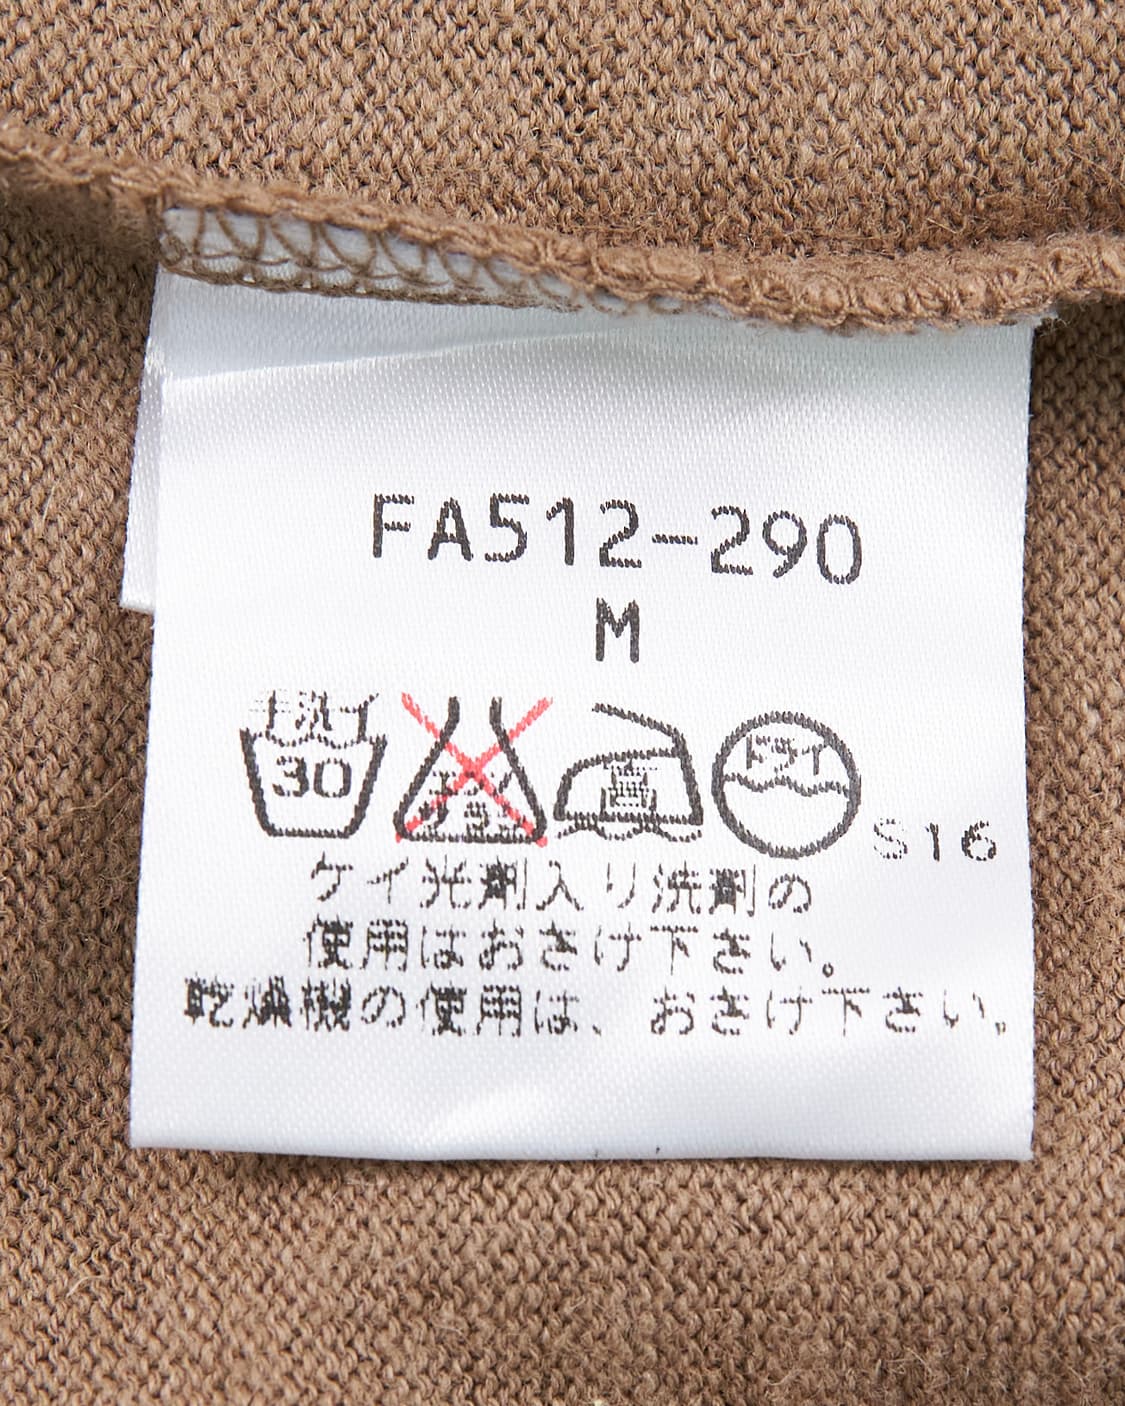 FA512-290
M
手洗イ 30 エンソ サラシ 中 ドライ S16
ケイ光剤入り洗剤の
使用はおさけ下さい。
乾燥機の使用は、おさけ下さい。